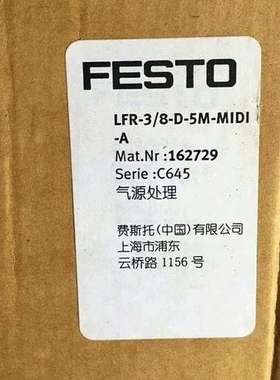 FESTO
LFR-3/8-D-5M-MIDI
-A
Mat.Nr :162729
Serie :C645
气源处理
费斯托(中国)有限公司
上海市浦东
云桥路 1156 号